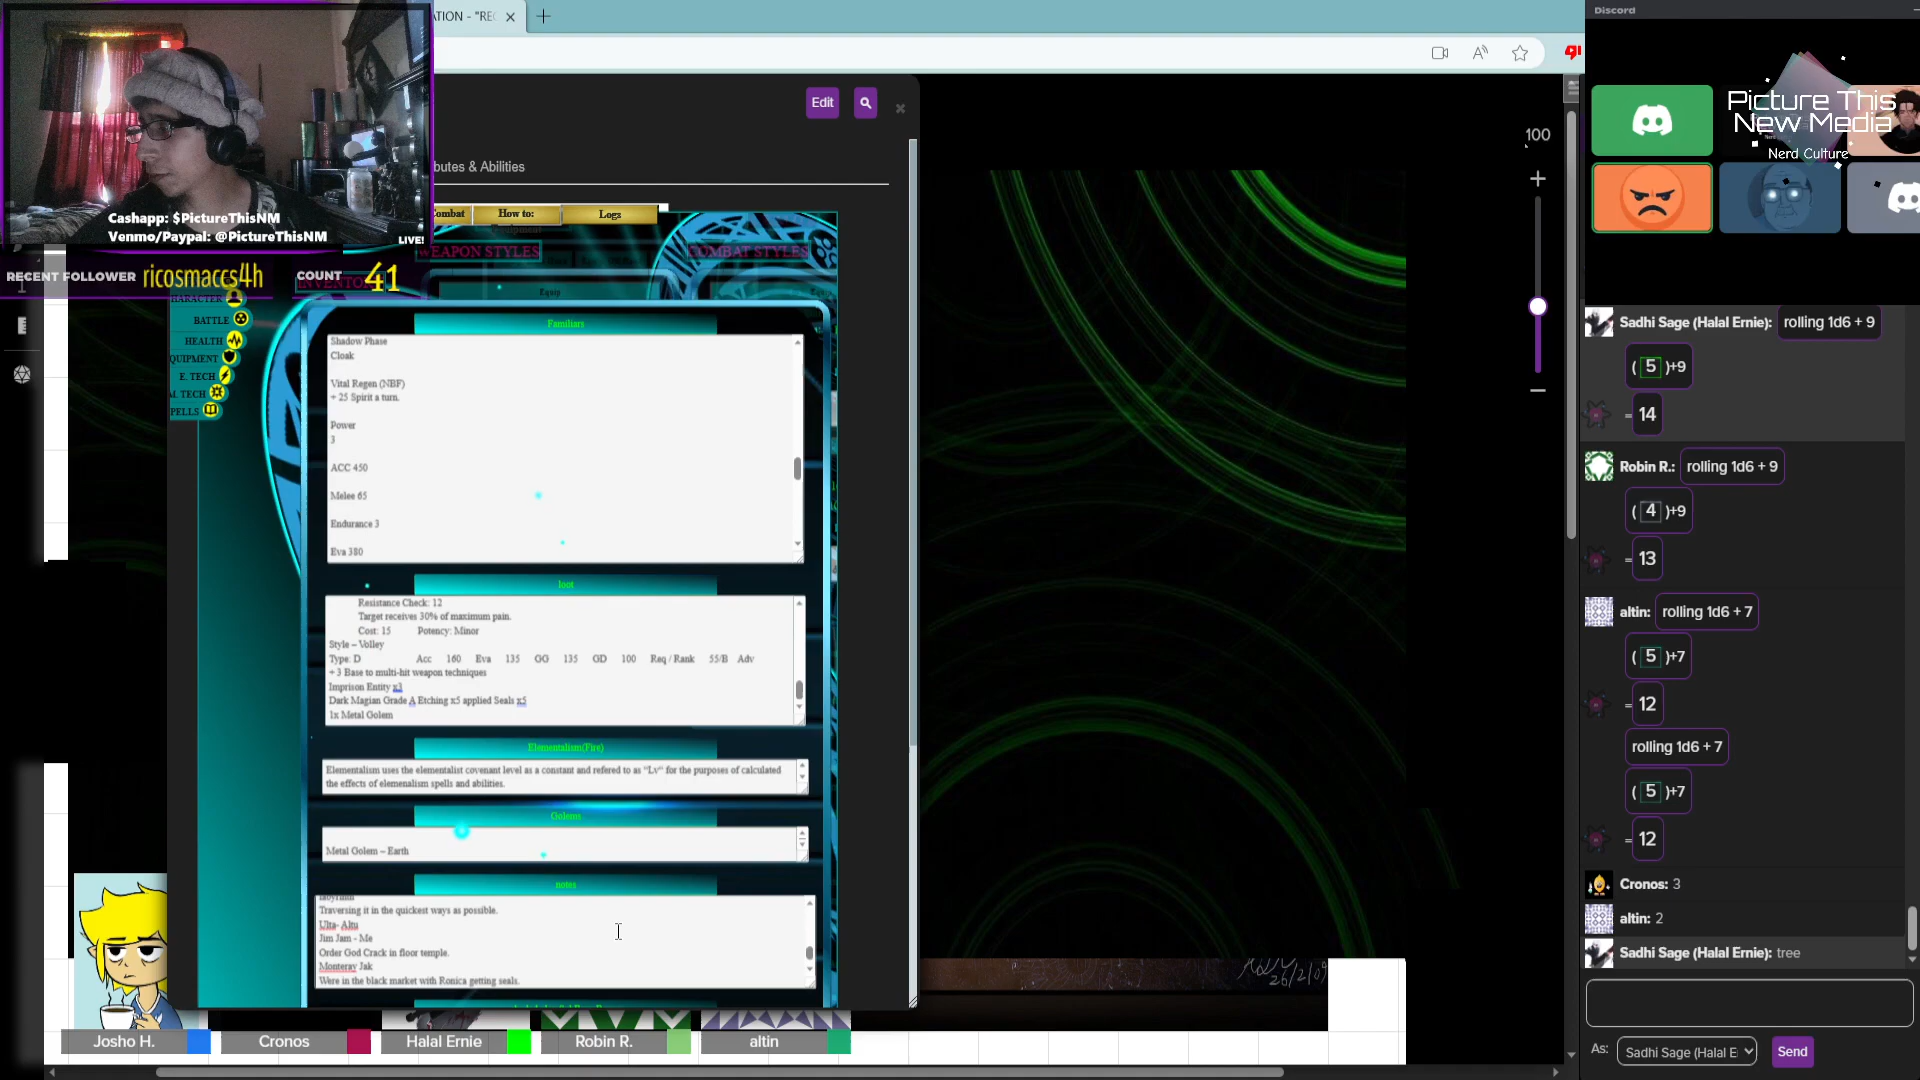 ATION - "REC
Discord
Picture This
New Media
Nerd Culture
Cashapp: $PictureThisNM
Venmo/Paypal: @PictureThisNM
LIVE!
RECENT FOLLOWER ricosmaccs4h
COUNT 41
Edit
butes & Abilities
ombat
How to:
Logs
WEAPON STYLES
COMBAT STYLES
Equip
CHARACTER
BATTLE
HEALTH
QUIPMENT
E. TECH
M. TECH
PELLS
Familiars
Shadow Phase
Cloak
Vital Regen (NBF)
+ 25 Spirit a turn.
Power
3
ACC 450
Melee 65
Endurance 3
Eva 380
loot
Resistance Check: 12
Target receives 30% of maximum pain.
Cost: 15 Potency: Minor
Style – Volley
Type: D Acc 160 Eva 135 GG 135 GD 100 Req / Rank 55/B Adv
+ 3 Base to multi-hit weapon techniques
Imprison Entity x3
Dark Magian Grade A Etching x5 applied Seals x5
1x Metal Golem
Elementalism(Fire)
Elementalism uses the elementalist covenant level as a constant and refered to as "Lv" for the purposes of calculated
the effects of elemenalism spells and abilities.
Golems
Metal Golem – Earth
notes
labyrinth
Traversing it in the quickest ways as possible.
Ulta- Altu
Jim Jam - Me
Order God Crack in floor temple.
Monteray Jak
Were in the black market with Ronica getting seals.
Josho H.
Cronos
Halal Ernie
Robin R.
altin
100
26/2/09
Sadhi Sage (Halal Ernie): rolling 1d6 + 9
( 5 )+9
= 14
Robin R.: rolling 1d6 + 9
( 4 )+9
= 13
altin: rolling 1d6 + 7
( 5 )+7
= 12
rolling 1d6 + 7
( 5 )+7
= 12
Cronos: 3
altin: 2
Sadhi Sage (Halal Ernie): tree
As: Sadhi Sage (Halal E
Send